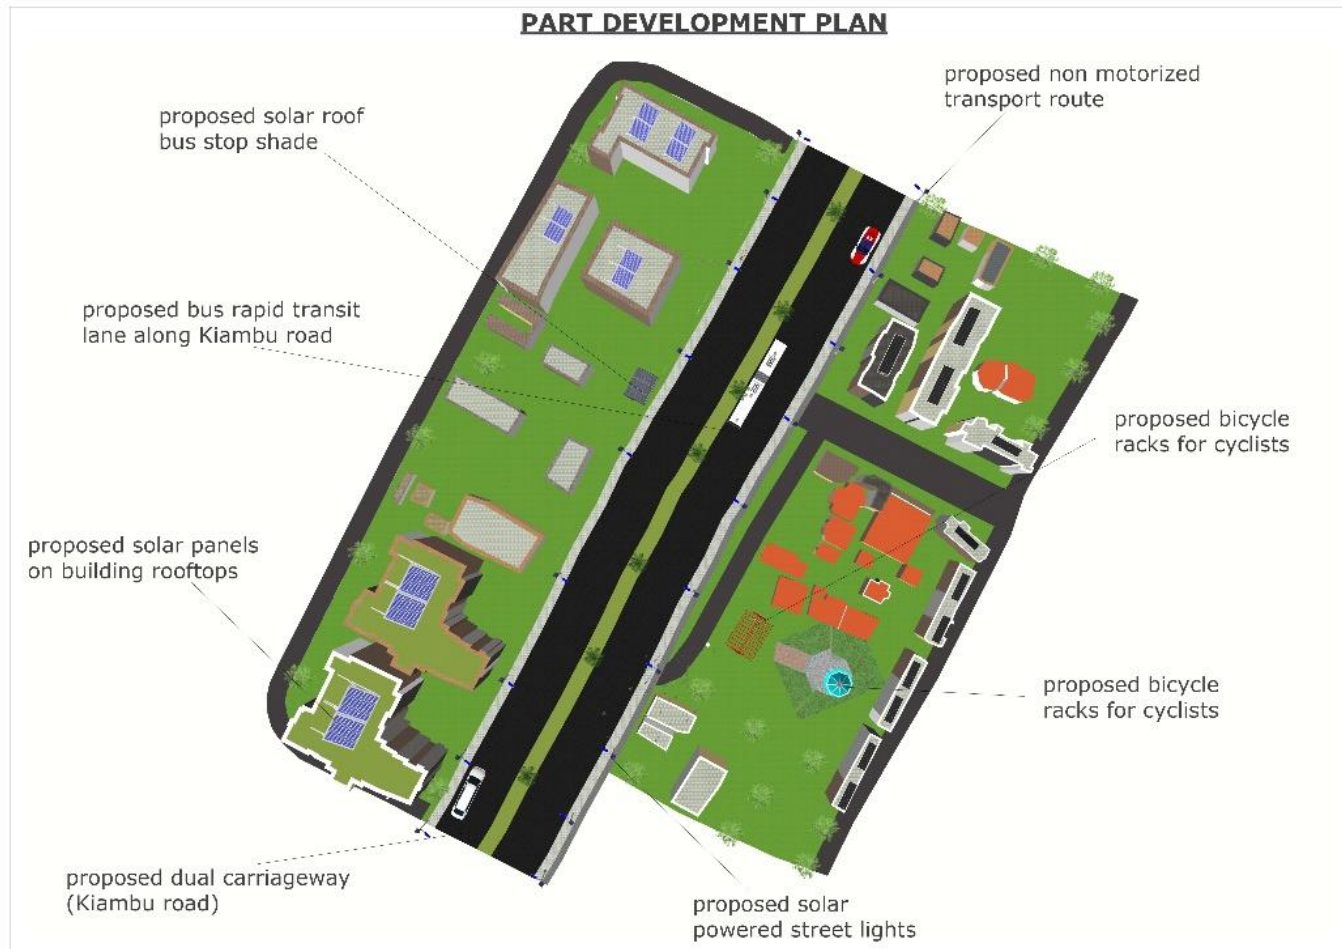 PART DEVELOPMENT PLAN
proposed non motorized
transport route
proposed solar roof
bus stop shade
proposed bus rapid transit
lane along Kiambu road
proposed bicycle
racks for cyclists
proposed solar panels
on building rooftops
proposed bicycle
racks for cyclists
proposed dual carriageway
(Kiambu road)
proposed solar
powered street lights